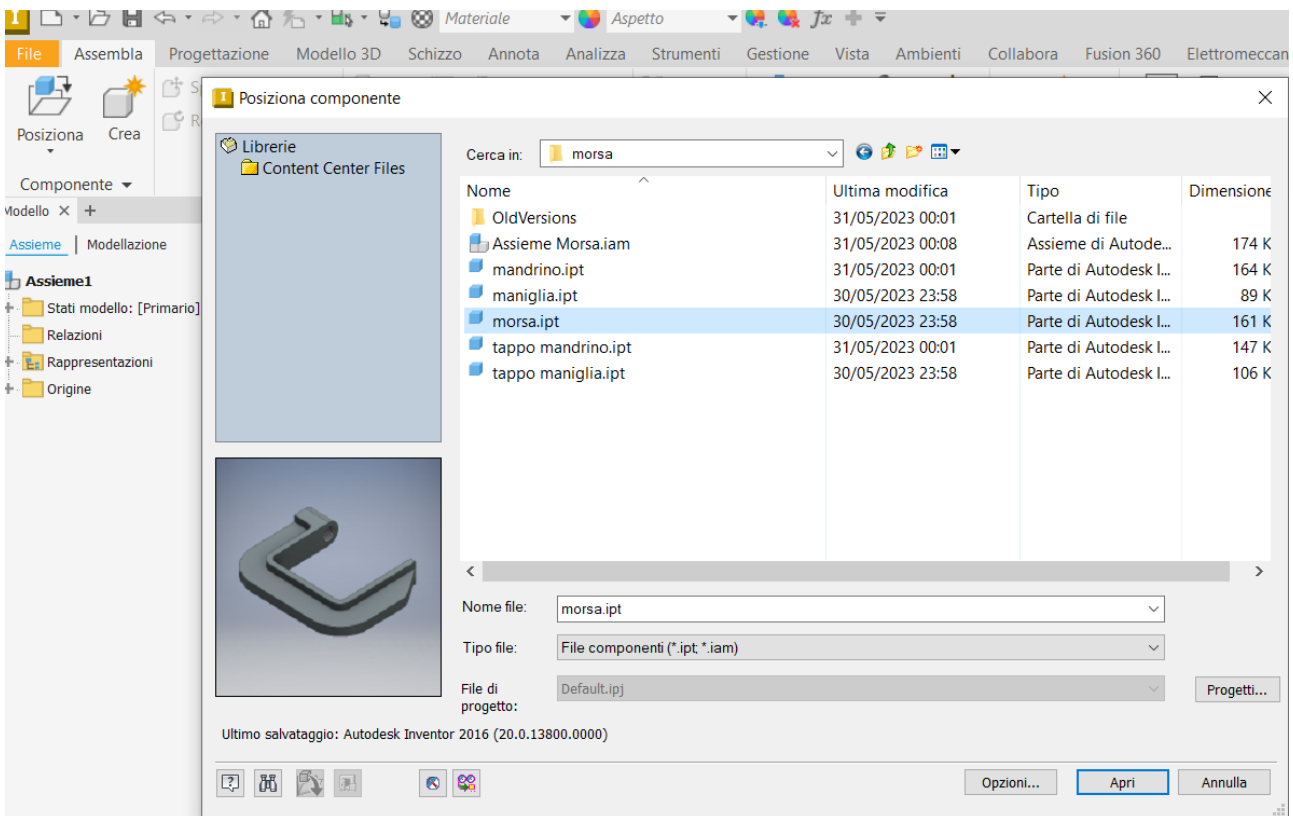 Materiale Aspetto fx
File Assembla Progettazione Modello 3D Schizzo Annota Analizza Strumenti Gestione Vista Ambienti Collabora Fusion 360 Elettromeccan
Posiziona Crea
Componente
Modello
Assieme | Modellazione
Assieme1
Stati modello: [Primario]
Relazioni
Rappresentazioni
Origine
Posiziona componente
Librerie
Content Center Files
Cerca in: morsa
Nome Ultima modifica Tipo Dimensione
OldVersions 31/05/2023 00:01 Cartella di file
Assieme Morsa.iam 31/05/2023 00:08 Assieme di Autode... 174 K
mandrino.ipt 31/05/2023 00:01 Parte di Autodesk I... 164 K
maniglia.ipt 30/05/2023 23:58 Parte di Autodesk I... 89 K
morsa.ipt 30/05/2023 23:58 Parte di Autodesk I... 161 K
tappo mandrino.ipt 31/05/2023 00:01 Parte di Autodesk I... 147 K
tappo maniglia.ipt 30/05/2023 23:58 Parte di Autodesk I... 106 K
Nome file: morsa.ipt
Tipo file: File componenti (*.ipt; *.iam)
File di progetto: Default.ipj Progetti...
Ultimo salvataggio: Autodesk Inventor 2016 (20.0.13800.0000)
Opzioni... Apri Annulla